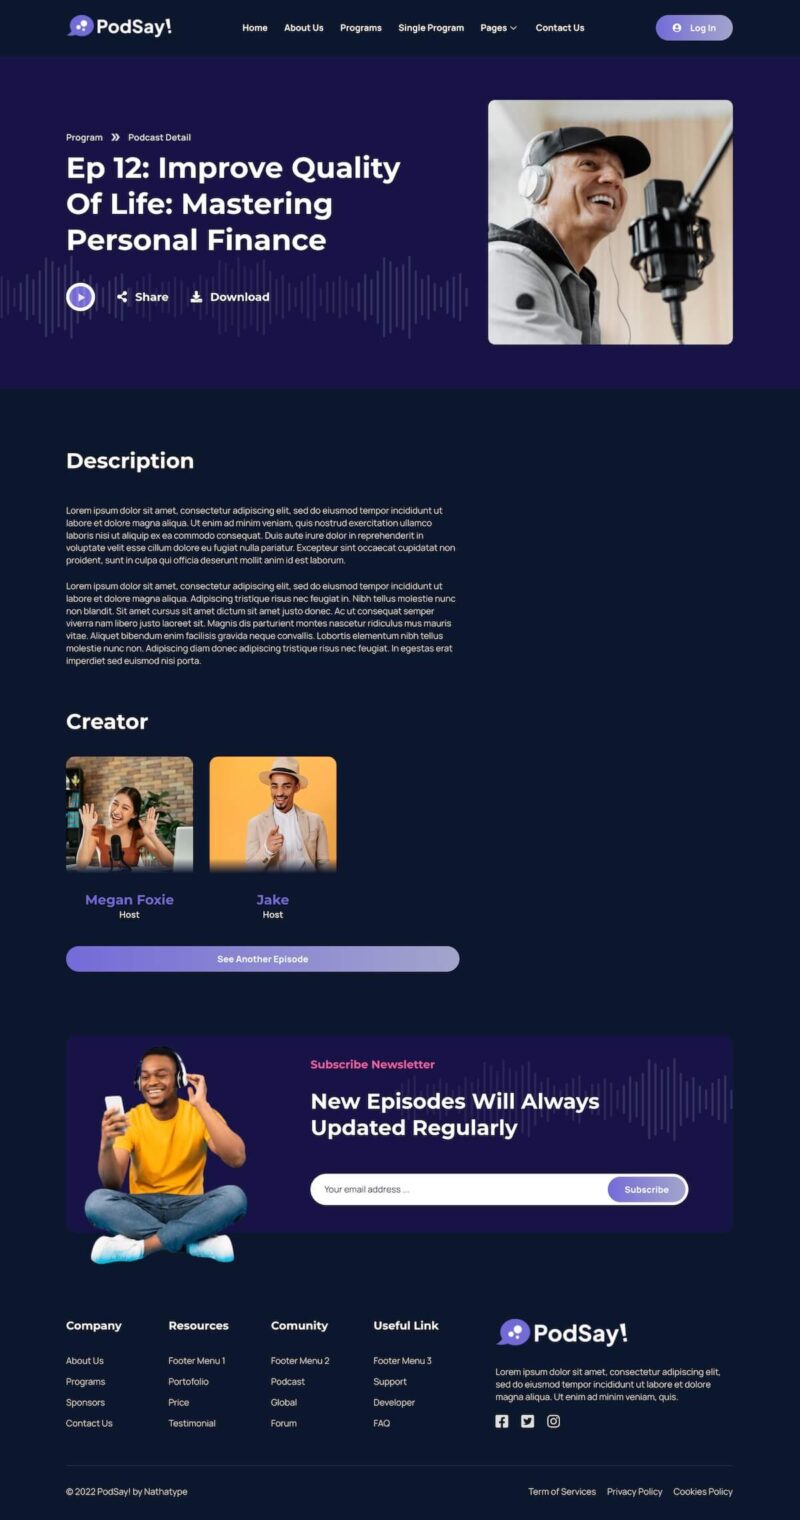 PodSay!
Home About Us Programs Single Program Pages Contact Us
Log In
Program Podcast Detail
Ep 12: Improve Quality
Of Life: Mastering
Personal Finance
Share Download
Description
Lorem ipsum dolor sit amet, consectetur adipiscing elit, sed do eiusmod tempor incididunt ut
labore et dolore magna aliqua. Ut enim ad minim veniam, quis nostrud exercitation ullamco
laboris nisi ut aliquip ex ea commodo consequat. Duis aute irure dolor in reprehenderit in
voluptate velit esse cillum dolore eu fugiat nulla pariatur. Excepteur sint occaecat cupidatat non
proident, sunt in culpa qui officia deserunt mollit anim id est laborum.
Lorem ipsum dolor sit amet, consectetur adipiscing elit, sed do eiusmod tempor incididunt ut
labore et dolore magna aliqua. Adipiscing tristique risus nec feugiat in. Nibh tellus molestie nunc
non blandit. Sit amet cursus sit amet dictum sit amet justo donec. Ac ut consequat semper
viverra nam libero justo laoreet sit. Magnis dis parturient montes nascetur ridiculus mus mauris
vitae. Aliquet bibendum enim facilisis gravida neque convallis. Lobortis elementum nibh tellus
molestie nunc non. Adipiscing diam donec adipiscing tristique risus nec feugiat. In egestas erat
imperdiet sed euismod nisi porta.
Creator
Megan Foxie
Host
Jake
Host
See Another Episode
Subscribe Newsletter
New Episodes Will Always
Updated Regularly
Your email address ...
Subscribe
Company
About Us
Programs
Sponsors
Contact Us
Resources
Footer Menu 1
Portofolio
Price
Testimonial
Comunity
Footer Menu 2
Podcast
Global
Forum
Useful Link
Footer Menu 3
Support
Developer
FAQ
PodSay!
Lorem ipsum dolor sit amet, consectetur adipiscing elit,
sed do eiusmod tempor incididunt ut labore et dolore
magna aliqua. Ut enim ad minim veniam, quis.
© 2022 PodSay! by Nathatype
Term of Services Privacy Policy Cookies Policy